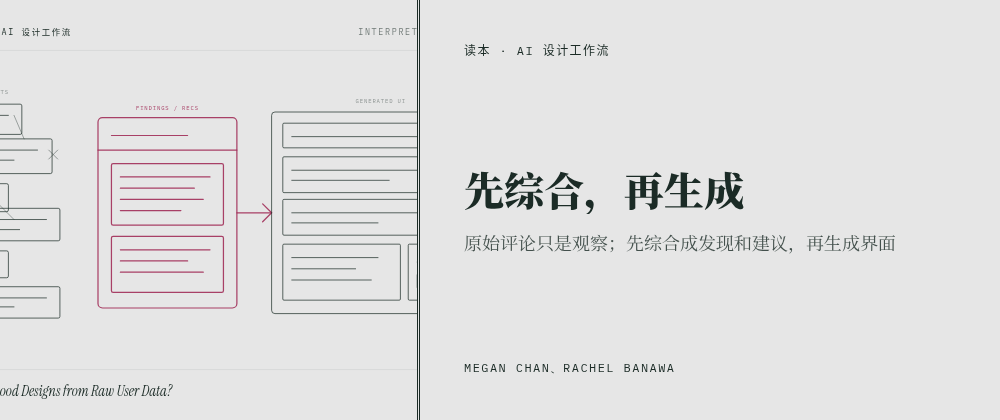 AI 设计工作流
INTERPRET
TS
FINDINGS / RECS
GENERATED UI
ood Designs from Raw User Data?
读本 · AI 设计工作流
先综合，再生成
原始评论只是观察；先综合成发现和建议，再生成界面
MEGAN CHAN、RACHEL BANAWA